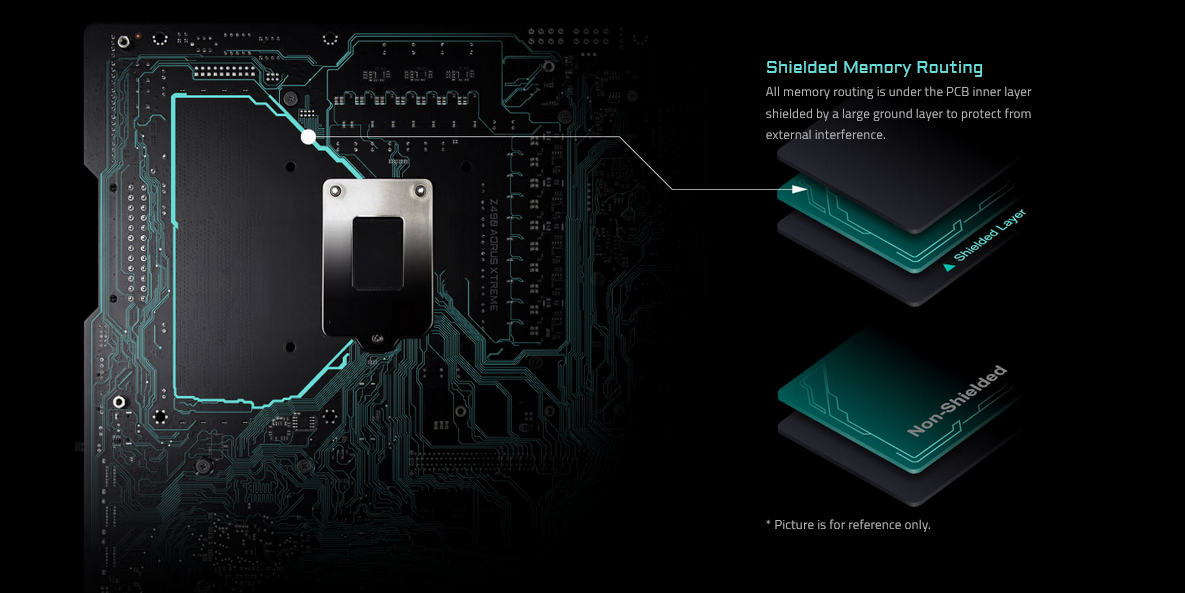 Shielded Memory Routing
All memory routing is under the PCB inner layer
shielded by a large ground layer to protect from
external interference.
Z490 AORUS XTREME
Shielded Layer
Non-Shielded
* Picture is for reference only.